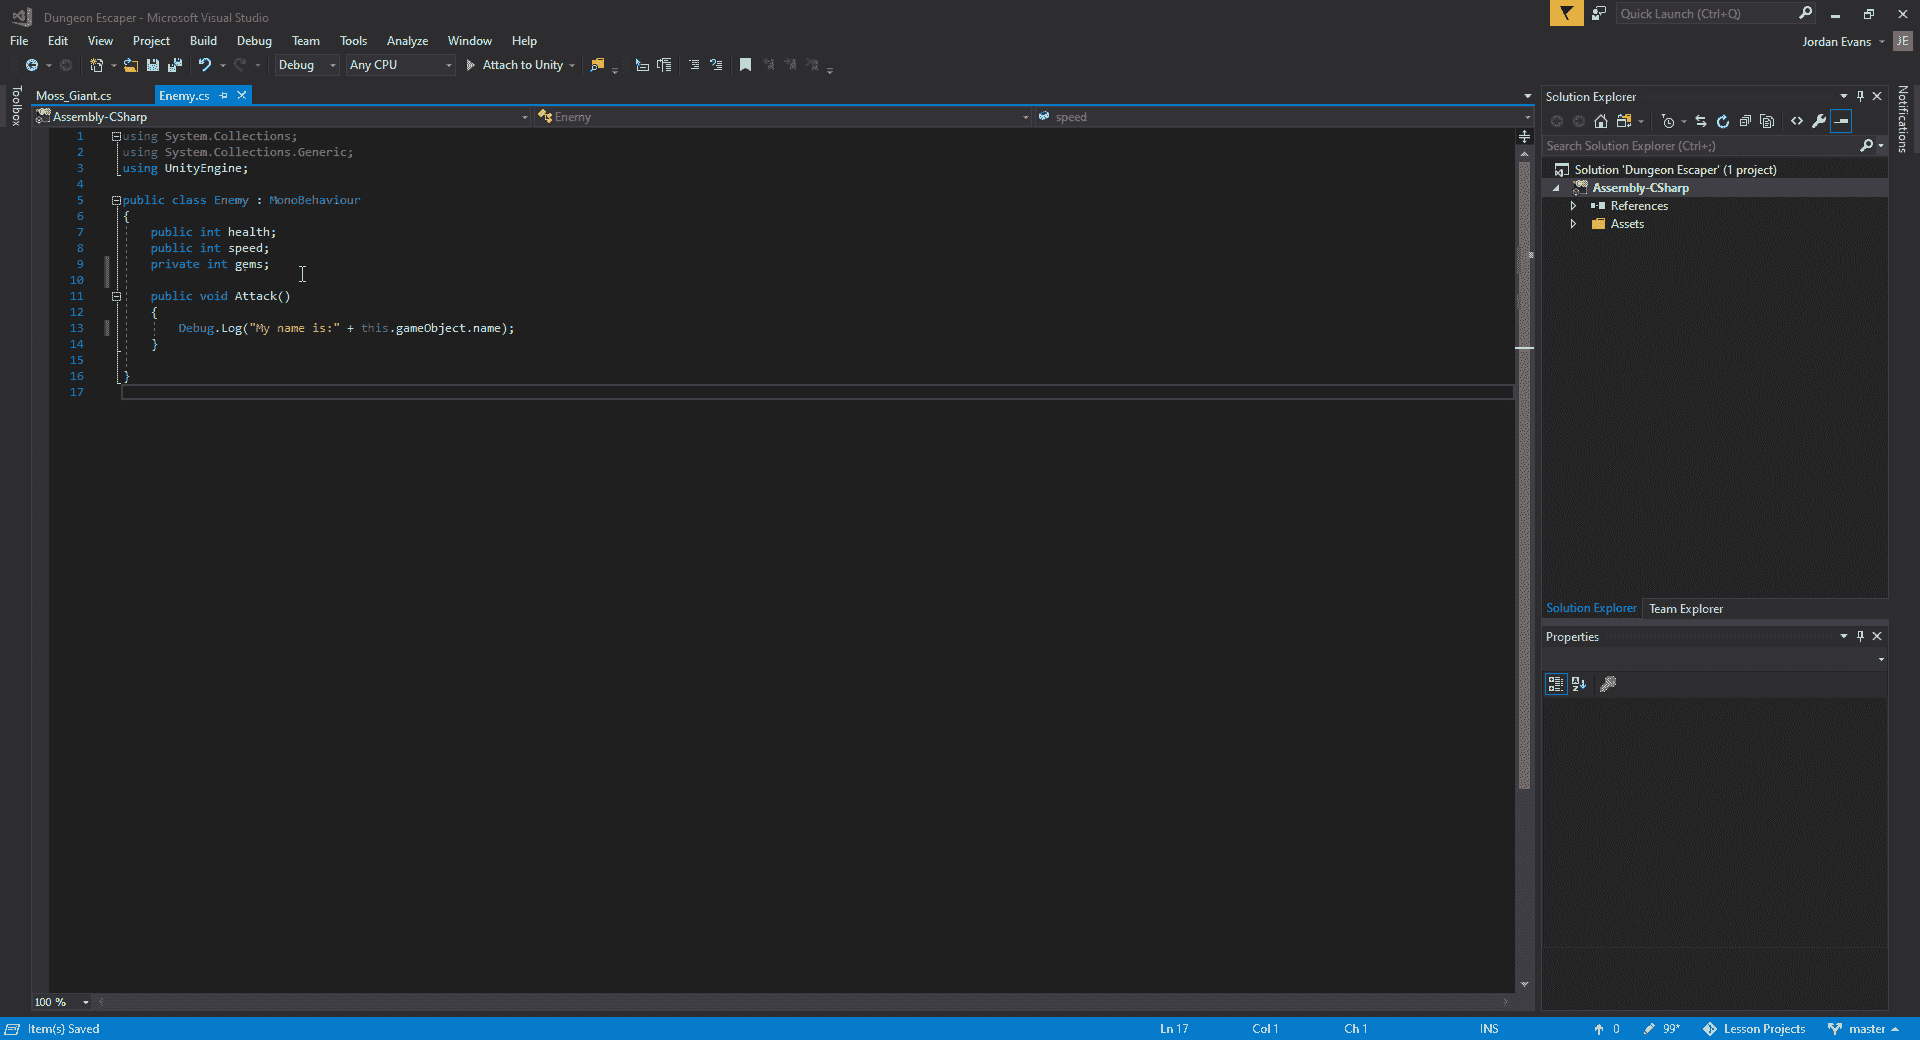 Dungeon Escaper - Microsoft Visual Studio
Quick Launch (Ctrl+Q)
File Edit View Project Build Debug Team Tools Analyze Window Help
Jordan Evans JE
Debug Any CPU Attach to Unity
Toolbox
Moss_Giant.cs Enemy.cs
Assembly-CSharp Enemy speed
1 using System.Collections;
2 using System.Collections.Generic;
3 using UnityEngine;
4
5 public class Enemy : MonoBehaviour
6 {
7 public int health;
8 public int speed;
9 private int gems;
10
11 public void Attack()
12 {
13 Debug.Log("My name is:" + this.gameObject.name);
14 }
15
16 }
17
100 %
Solution Explorer
Search Solution Explorer (Ctrl+;)
Solution 'Dungeon Escaper' (1 project)
Assembly-CSharp
References
Assets
Solution Explorer Team Explorer
Properties
Notifications
Item(s) Saved Ln 17 Col 1 Ch 1 INS 0 99* Lesson Projects master